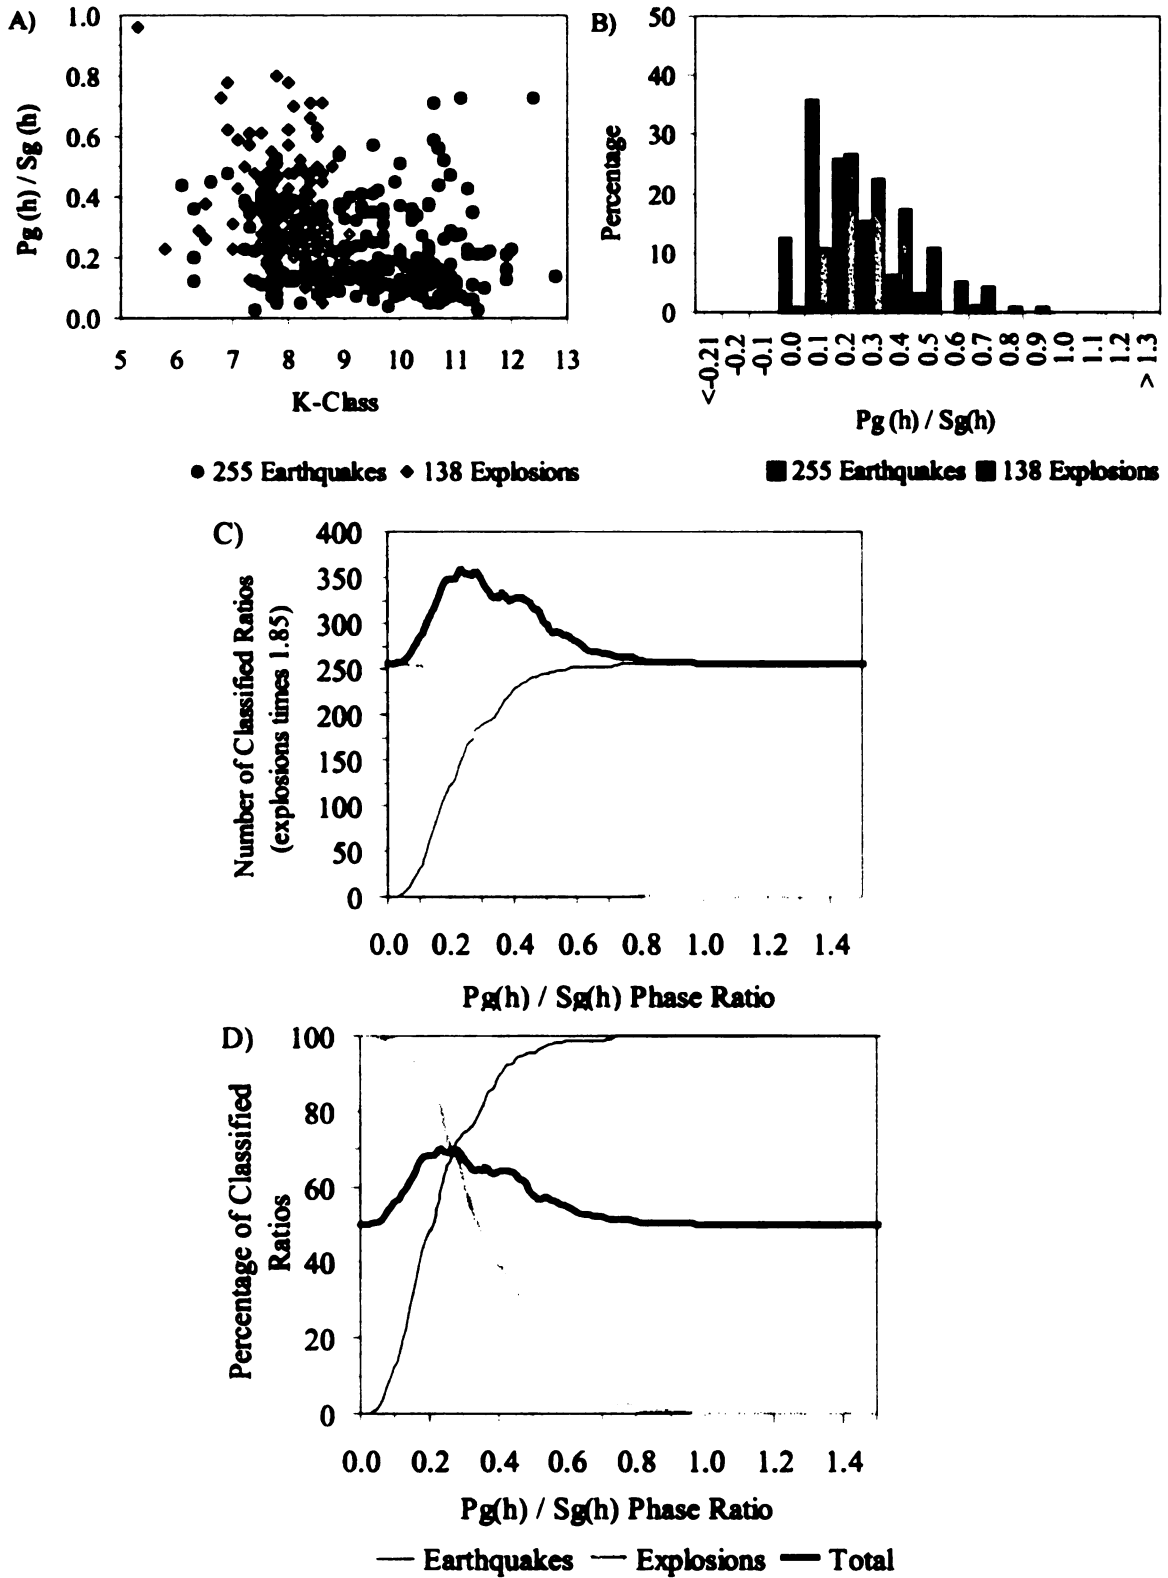 A)
Pg (h) / Sg (h)
1.0
0.8
0.6
0.4
0.2
0.0
5 6 7 8 9 10 11 12 13
K-Class
255 Earthquakes 138 Explosions
B)
Percentage
50
40
30
20
10
0
<-0.21 -0.2 -0.1 0.0 0.1 0.2 0.3 0.4 0.5 0.6 0.7 0.8 0.9 1.0 1.1 1.2 > 1.3
Pg (h) / Sg(h)
255 Earthquakes 138 Explosions
C)
Number of Classified Ratios
(explosions times 1.85)
400
350
300
250
200
150
100
50
0
0.0 0.2 0.4 0.6 0.8 1.0 1.2 1.4
Pg(h) / Sg(h) Phase Ratio
D)
Percentage of Classified
Ratios
100
80
60
40
20
0
0.0 0.2 0.4 0.6 0.8 1.0 1.2 1.4
Pg(h) / Sg(h) Phase Ratio
Earthquakes Explosions Total